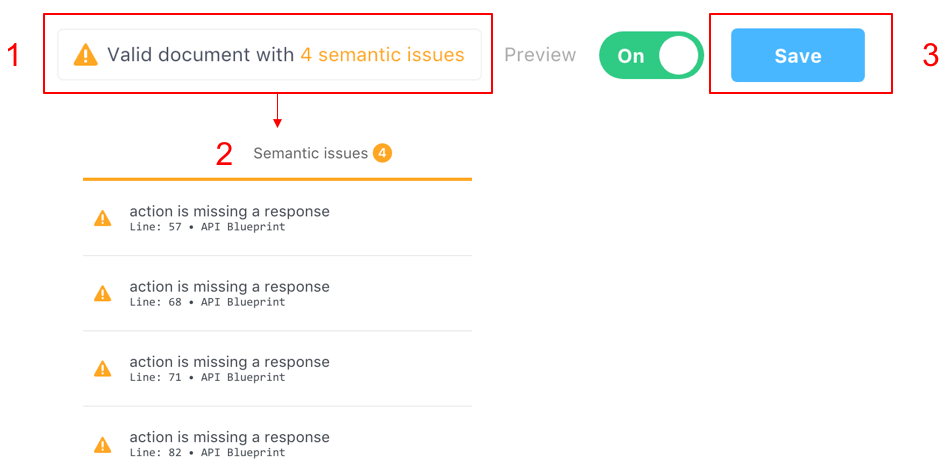 1
Valid document with 4 semantic issues
Preview
On
Save
3
2
Semantic issues 4
action is missing a response
Line: 57 • API Blueprint
action is missing a response
Line: 68 • API Blueprint
action is missing a response
Line: 71 • API Blueprint
action is missing a response
Line: 82 • API Blueprint